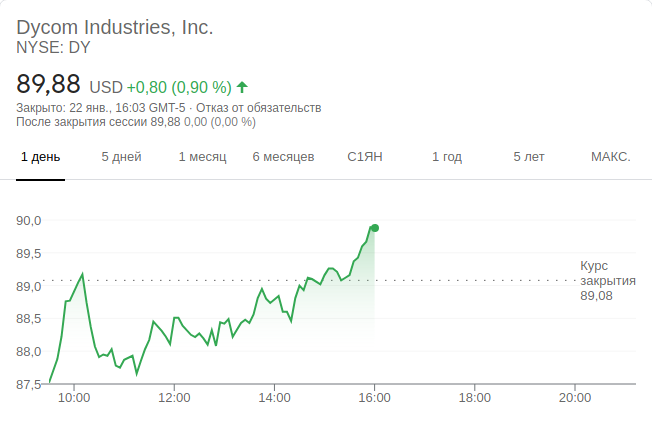 Dycom Industries, Inc.
NYSE: DY
89,88 USD +0,80 (0,90 %)
Закрыто: 22 янв., 16:03 GMT-5 · Отказ от обязательств
После закрытия сессии 89,88 0,00 (0,00 %)
1 день 5 дней 1 месяц 6 месяцев С1ЯН 1 год 5 лет МАКС.
90,0
89,5
Курс
закрытия
89,08
89,0
88,5
88,0
87,5
10:00 12:00 14:00 16:00 18:00 20:00